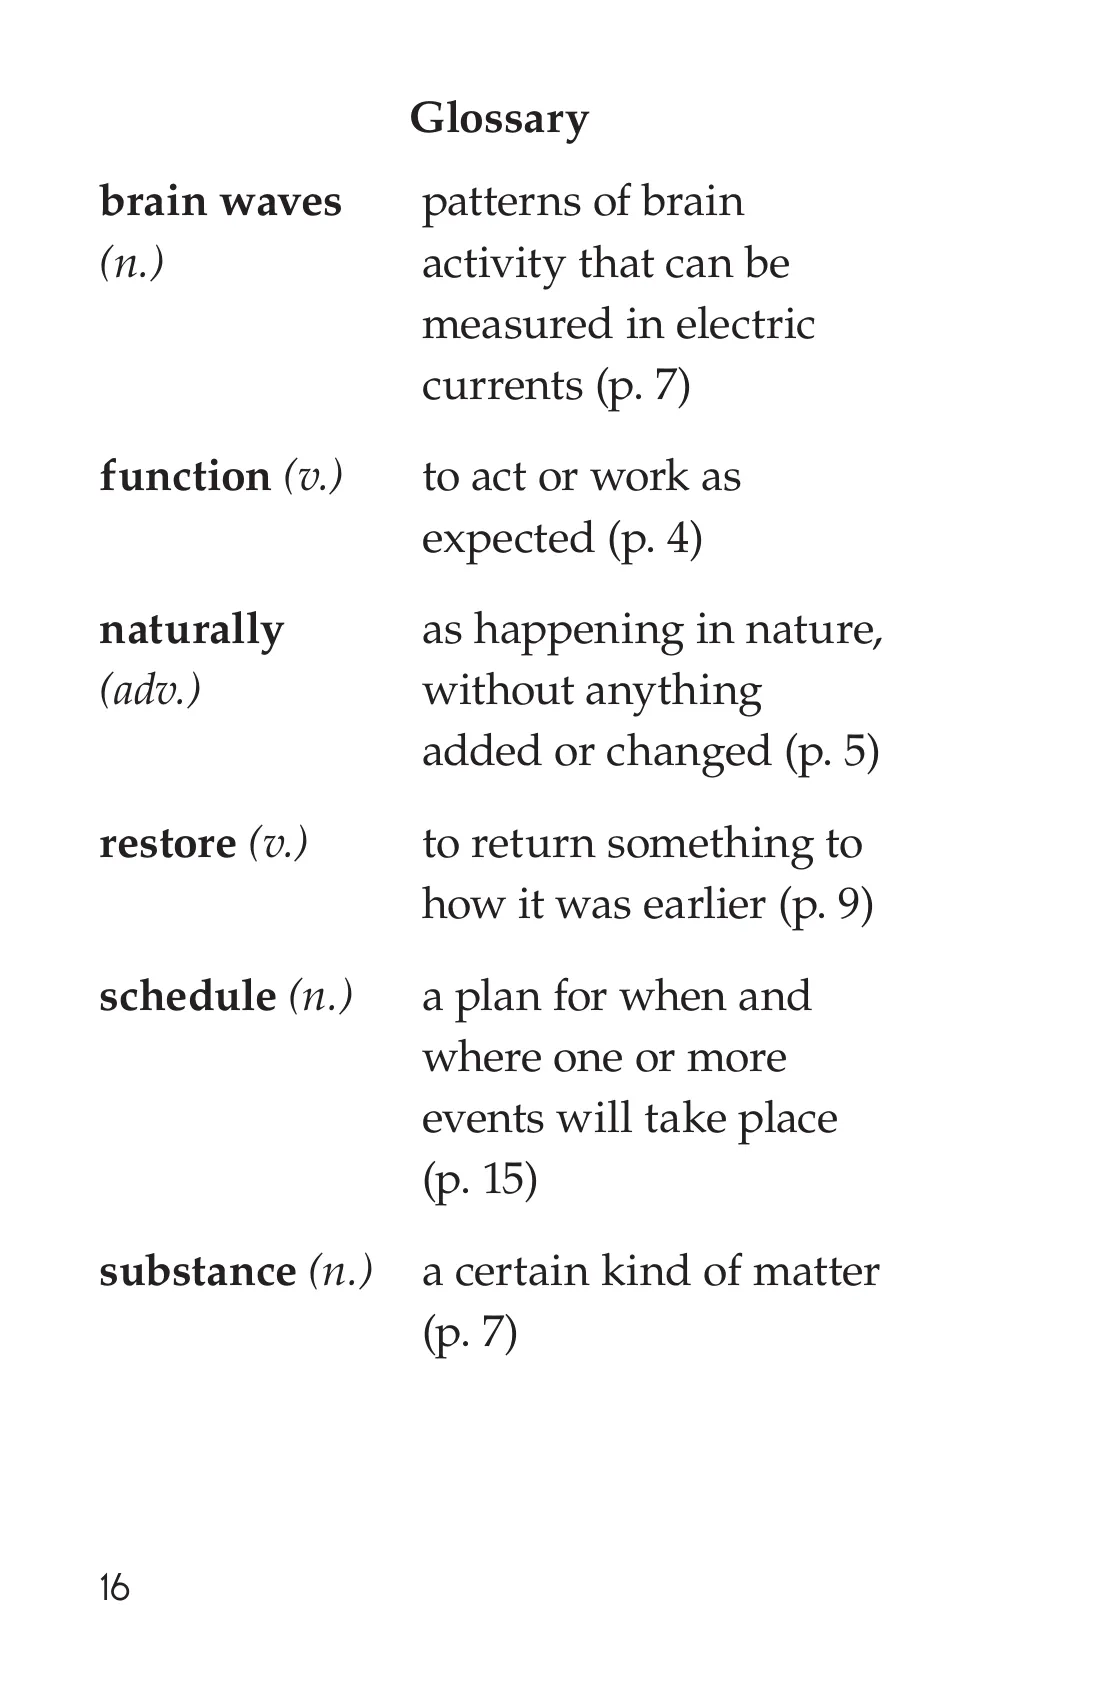 Glossary
brain waves patterns of brain
(n.) activity that can be
measured in electric
currents (p. 7)
function (v.) to act or work as
expected (p. 4)
naturally as happening in nature,
(adv.) without anything
added or changed (p. 5)
restore (v.) to return something to
how it was earlier (p. 9)
schedule (n.) a plan for when and
where one or more
events will take place
(p. 15)
substance (n.) a certain kind of matter
(p. 7)
16